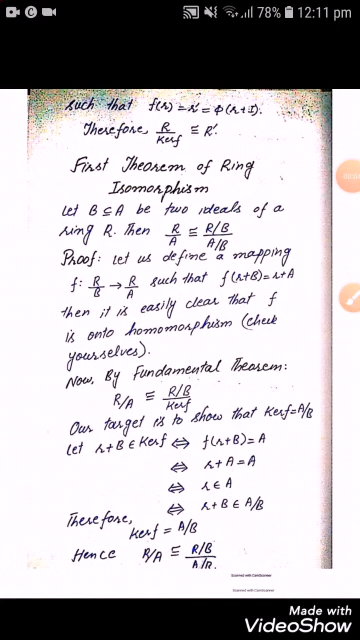 78% 12:11 pm
such that f(r) = r' = Φ(r+I).
Therefore, R/Kerf ≅ R'.
First Theorem of Ring
Isomorphism
Let B ⊆ A be two ideals of a
ring R. Then R/A ≅ (R/B)/(A/B)
Proof: Let us define a mapping
f: R/B → R/A such that f(r+B)=r+A
then it is easily clear that f
is onto homomorphism (check
yourselves).
Now, By Fundamental Theorem:
R/A ≅ (R/B)/Kerf
Our target is to show that Kerf=A/B
Let r+B ∈ Kerf ⇔ f(r+B)=A
⇔ r+A=A
⇔ r∈A
⇔ r+B ∈ A/B
Therefore,
Kerf = A/B
Hence R/A ≅ (R/B)/(A/B).
Scanned with CamScanner
Scanned with CamScanner
Made with
VideoShow